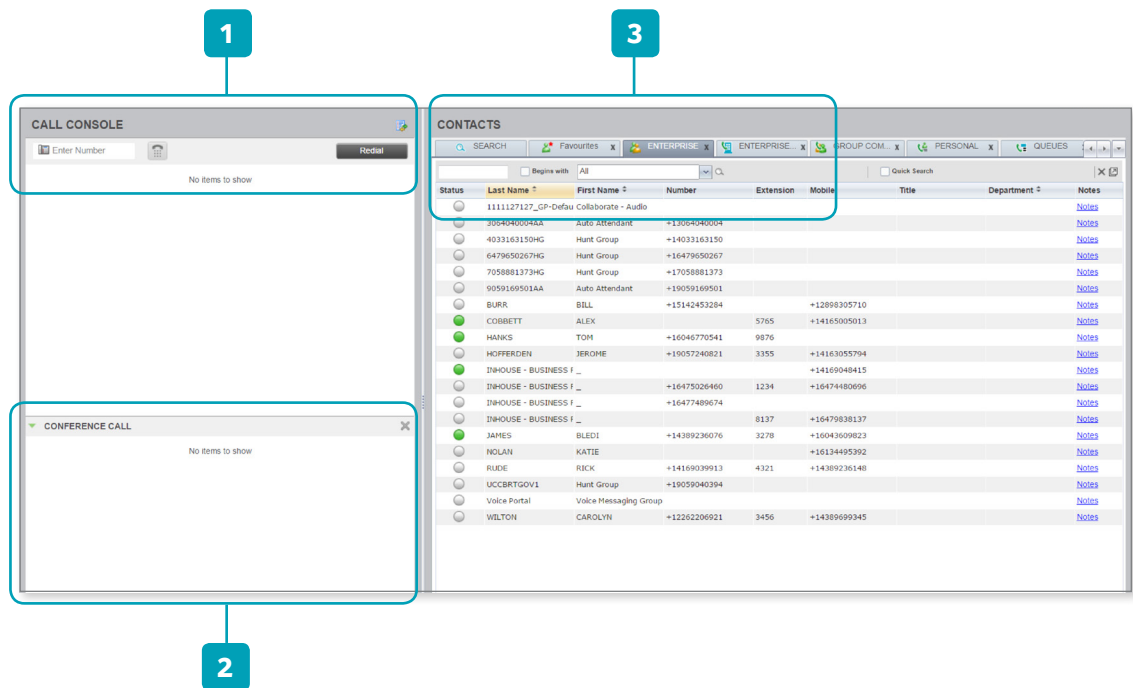 1
3
CALL CONSOLE
Enter Number
Redial
No items to show
CONFERENCE CALL
No items to show
2
CONTACTS
SEARCH Favourites X ENTERPRISE X ENTERPRISE... X GROUP COM... X PERSONAL X QUEUES
Begins with All Quick Search
Status Last Name First Name Number Extension Mobile Title Department Notes
1111127127_GP-Defau Collaborate - Audio Notes
3064040004AA Auto Attendant +13064040004 Notes
4033163150HG Hunt Group +14033163150 Notes
6479650267HG Hunt Group +16479650267 Notes
7058881373HG Hunt Group +17058881373 Notes
9059169501AA Auto Attendant +19059169501 Notes
BURR BILL +15142453284 +12898305710 Notes
COBBETT ALEX 5765 +14165005013 Notes
HANKS TOM +16046770541 9876 Notes
HOFFERDEN JEROME +19057240821 3355 +14163055794 Notes
INHOUSE - BUSINESS F _ +14169048415 Notes
INHOUSE - BUSINESS F _ +16475026460 1234 +16474480696 Notes
INHOUSE - BUSINESS F _ +16477489674 Notes
INHOUSE - BUSINESS F _ 8137 +16479838137 Notes
JAMES BLEDI +14389236076 3278 +16043609823 Notes
NOLAN KATIE +16134495392 Notes
RUDE RICK +14169039913 4321 +14389236148 Notes
UCCBRTGOV1 Hunt Group +19059040394 Notes
Voice Portal Voice Messaging Group Notes
WILTON CAROLYN +12262206921 3456 +14389699345 Notes